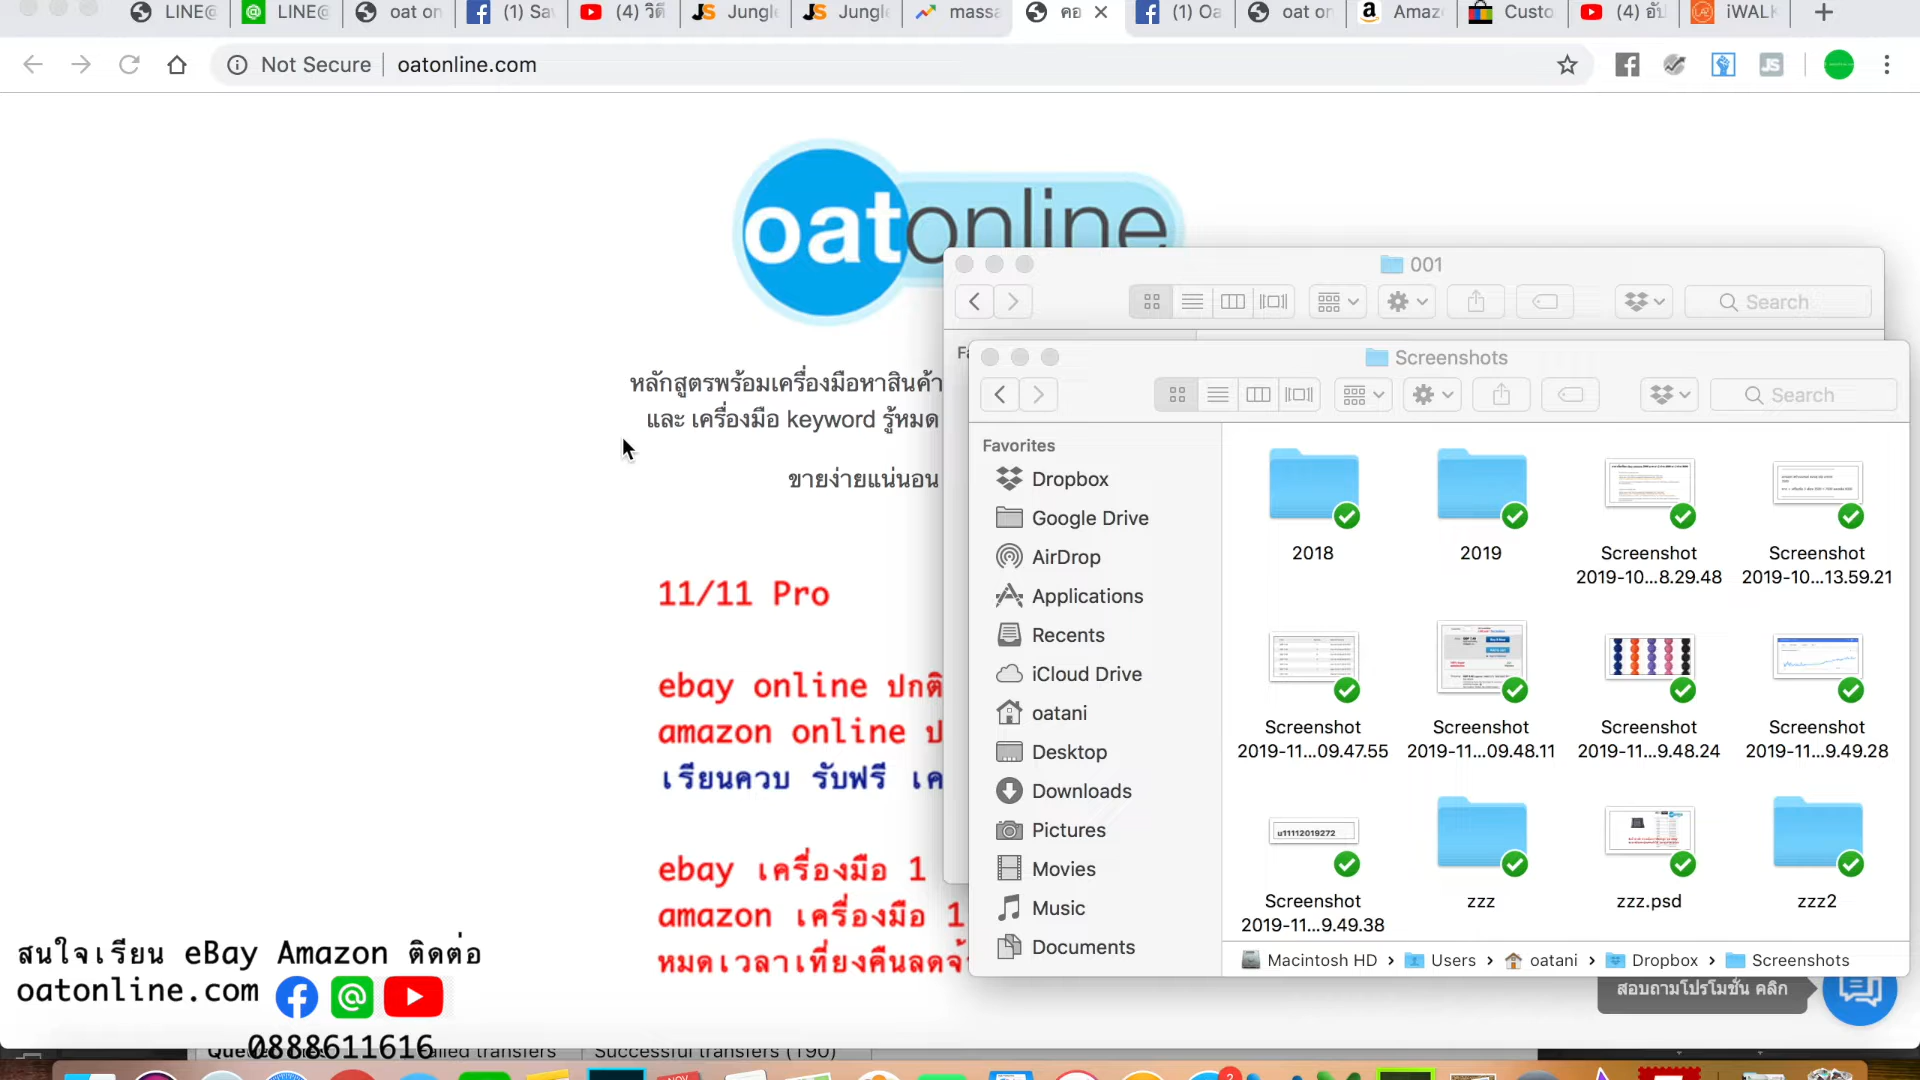 LINE@
LINE@
oat on
(1) Sav
(4) วิดี
Jungle
Jungle
massa
คอ
(1) Oa
oat on
Amaz
Custo
(4) อัป
iWALK
Not Secure
oatonline.com
oatonline
หลักสูตรพร้อมเครื่องมือหาสินค้า
และ เครื่องมือ keyword รู้หมด
ขายง่ายแน่นอน
11/11 Pro
ebay online ปกติ
amazon online ป
เรียนควบ รับฟรี เค
ebay เครื่องมือ 1
amazon เครื่องมือ 1
หมดเวลาเที่ยงคืนลดจ้
001
Search
Fa
Screenshots
Search
Favorites
Dropbox
Google Drive
AirDrop
Applications
Recents
iCloud Drive
oatani
Desktop
Downloads
Pictures
Movies
Music
Documents
2018
2019
Screenshot
2019-10...8.29.48
Screenshot
2019-10...13.59.21
Screenshot
2019-11...09.47.55
Screenshot
2019-11...09.48.11
Screenshot
2019-11...9.48.24
Screenshot
2019-11...9.49.28
u11112019272
Screenshot
2019-11...9.49.38
zzz
zzz.psd
zzz2
Macintosh HD
Users
oatani
Dropbox
Screenshots
สอบถามโปรโมชั่น คลิก
สนใจเรียน eBay Amazon ติดต่อ
oatonline.com
0888611616
Failed transfers
Successful transfers (190)